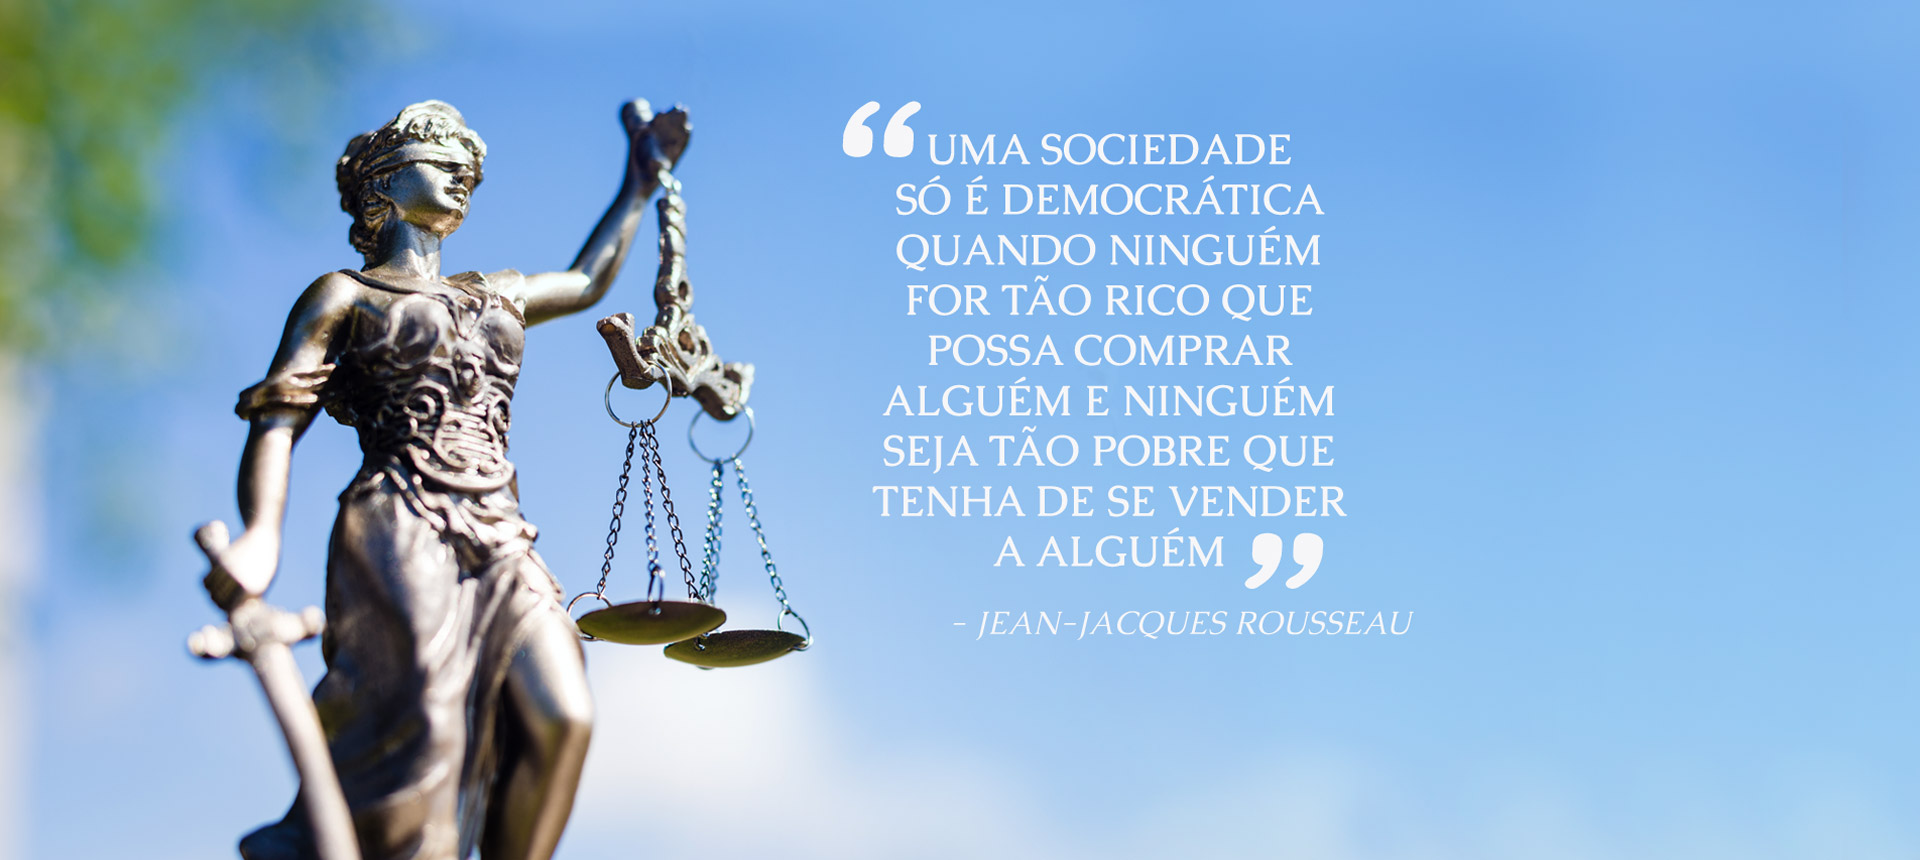 “UMA SOCIEDADE
SÓ É DEMOCRÁTICA
QUANDO NINGUÉM
FOR TÃO RICO QUE
POSSA COMPRAR
ALGUÉM E NINGUÉM
SEJA TÃO POBRE QUE
TENHA DE SE VENDER
A ALGUÉM”
- JEAN-JACQUES ROUSSEAU